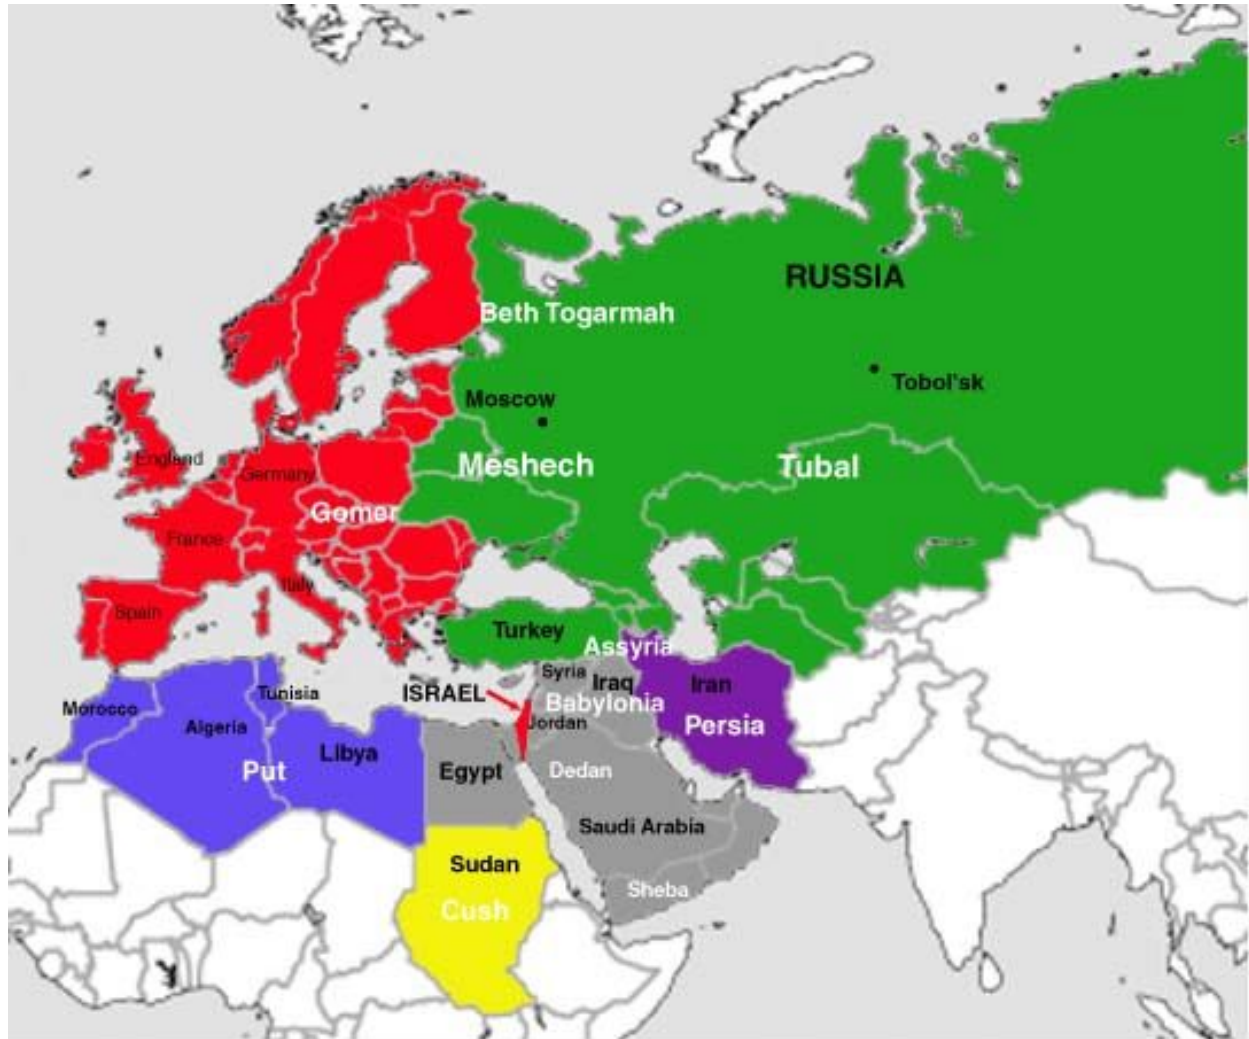 RUSSIA
Beth Togarmah
Tobol'sk
Moscow
England
Germany
Meshech
Tubal
Gomer
France
Italy
Spain
Turkey
Assyria
Syria
Iraq
Iran
Morocco
Tunisia
ISRAEL
Babylonia
Algeria
Jordan
Persia
Libya
Put
Egypt
Dedan
Saudi Arabia
Sudan
Sheba
Cush